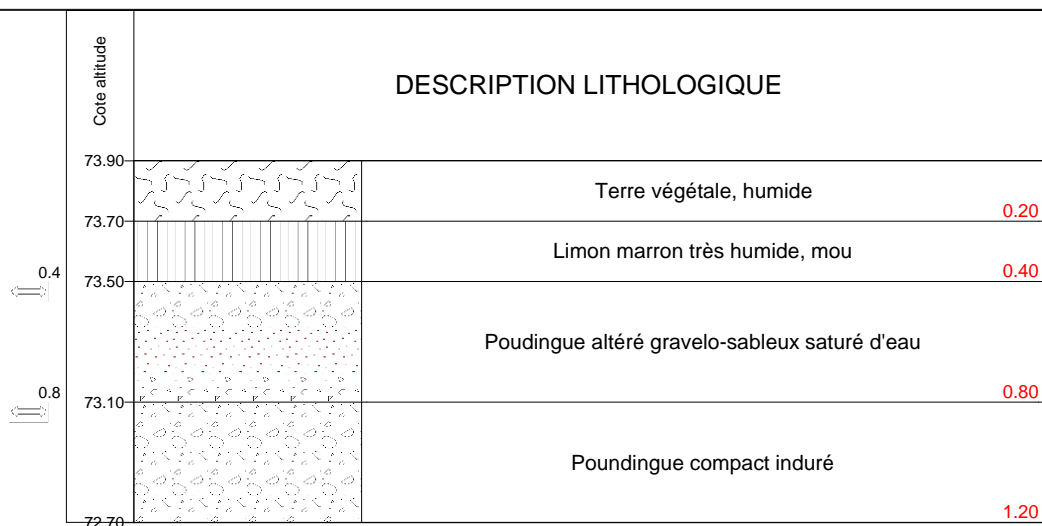 Cote altitude
DESCRIPTION LITHOLOGIQUE
73.90
Terre végétale, humide
0.20
73.70
Limon marron très humide, mou
0.40
0.4
73.50
Poudingue altéré gravelo-sableux saturé d'eau
0.80
0.8
73.10
Poundingue compact induré
1.20
72.70